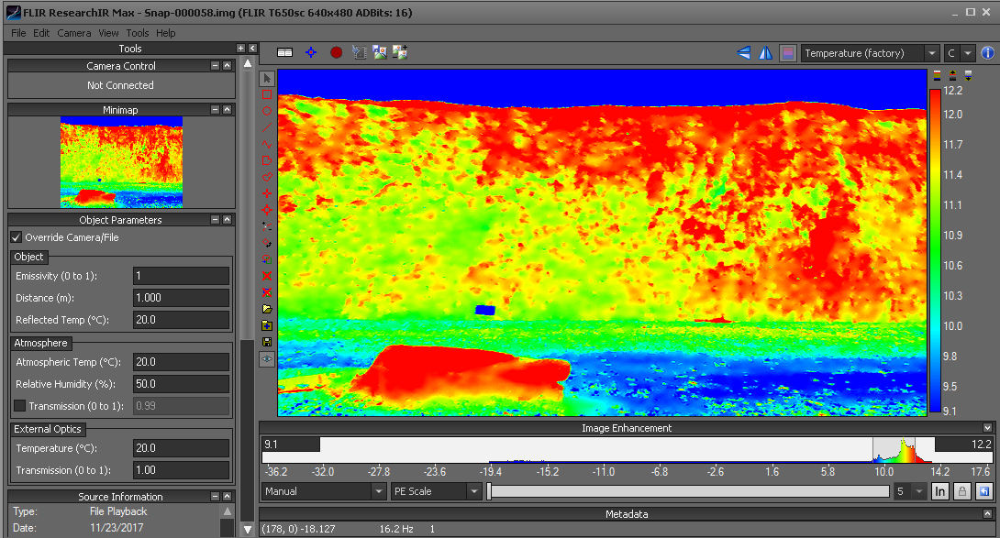 FLIR ResearchIR Max - Snap-000058.img (FLIR T650sc 640x480 ADBits: 16)
File Edit Camera View Tools Help
Tools
Camera Control
Not Connected
Minimap
Object Parameters
Override Camera/File
Object
Emissivity (0 to 1): 1
Distance (m): 1.000
Reflected Temp (°C): 20.0
Atmosphere
Atmospheric Temp (°C): 20.0
Relative Humidity (%): 50.0
Transmission (0 to 1): 0.99
External Optics
Temperature (°C): 20.0
Transmission (0 to 1): 1.00
Source Information
Type: File Playback
Date: 11/23/2017
Temperature (factory) C
12.2
12.0
11.7
11.4
11.1
10.9
10.6
10.3
10.0
9.8
9.5
9.1
Image Enhancement
9.1 12.2
-36.2 -32.0 -27.8 -23.6 -19.4 -15.2 -11.0 -6.8 -2.6 1.6 5.8 10.0 14.2 17.6
Manual PE Scale 5 In
Metadata
(178, 0) -18.127 16.2 Hz 1